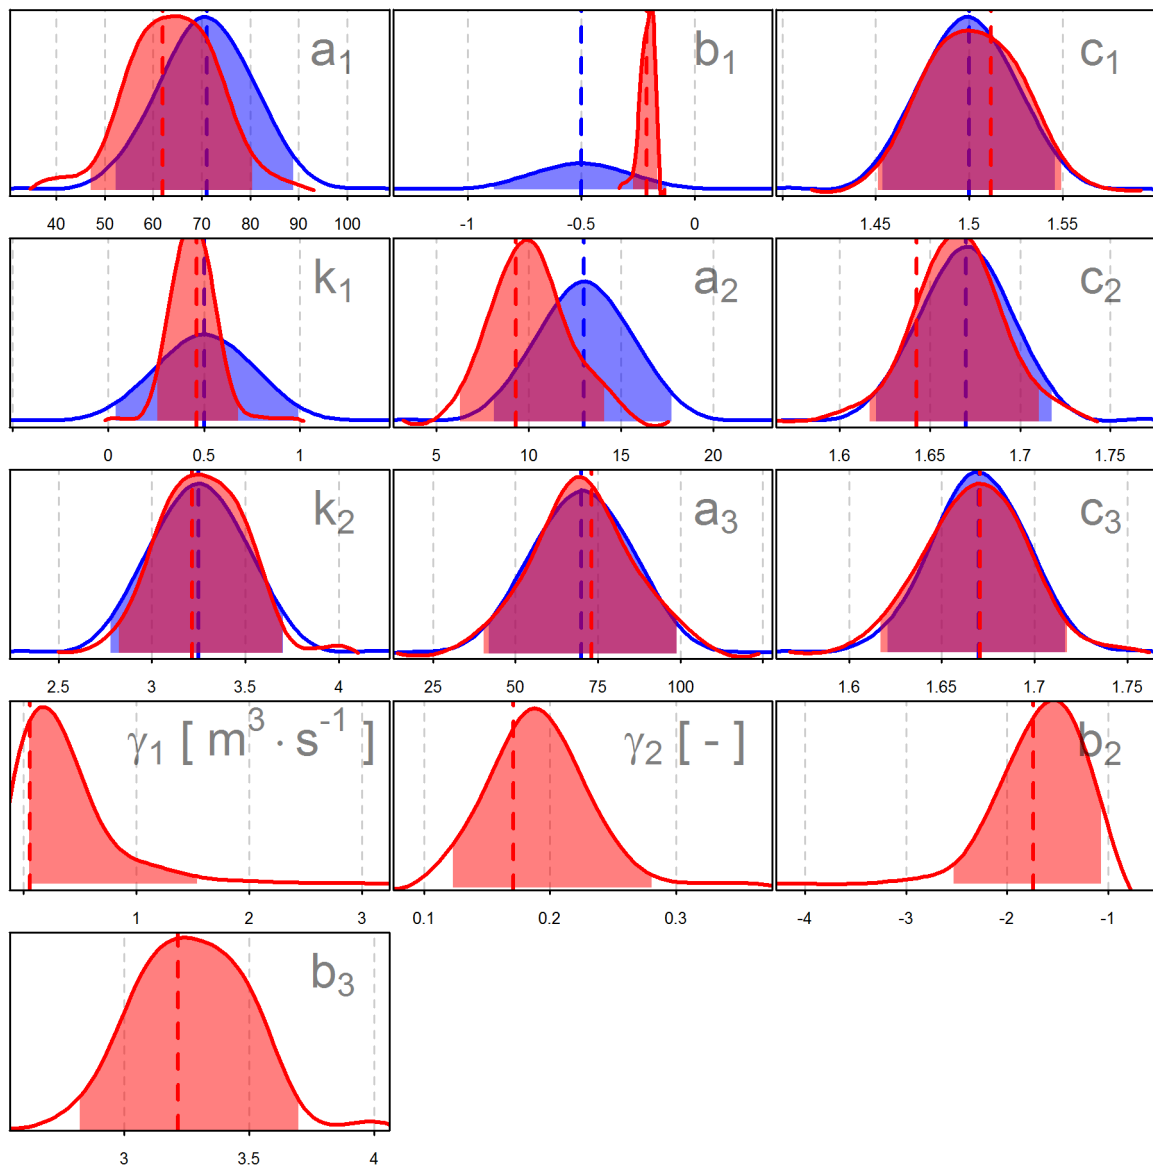 a₁ b₁ c₁
40 50 60 70 80 90 100 -1 -0.5 0 1.45 1.5 1.55
k₁ a₂ c₂
0 0.5 1 5 10 15 20 1.6 1.65 1.7 1.75
k₂ a₃ c₃
2.5 3 3.5 4 25 50 75 100 1.6 1.65 1.7 1.75
γ₁ [ m³ · s⁻¹ ] γ₂ [ - ] b₂
1 2 3 0.1 0.2 0.3 -4 -3 -2 -1
b₃
3 3.5 4